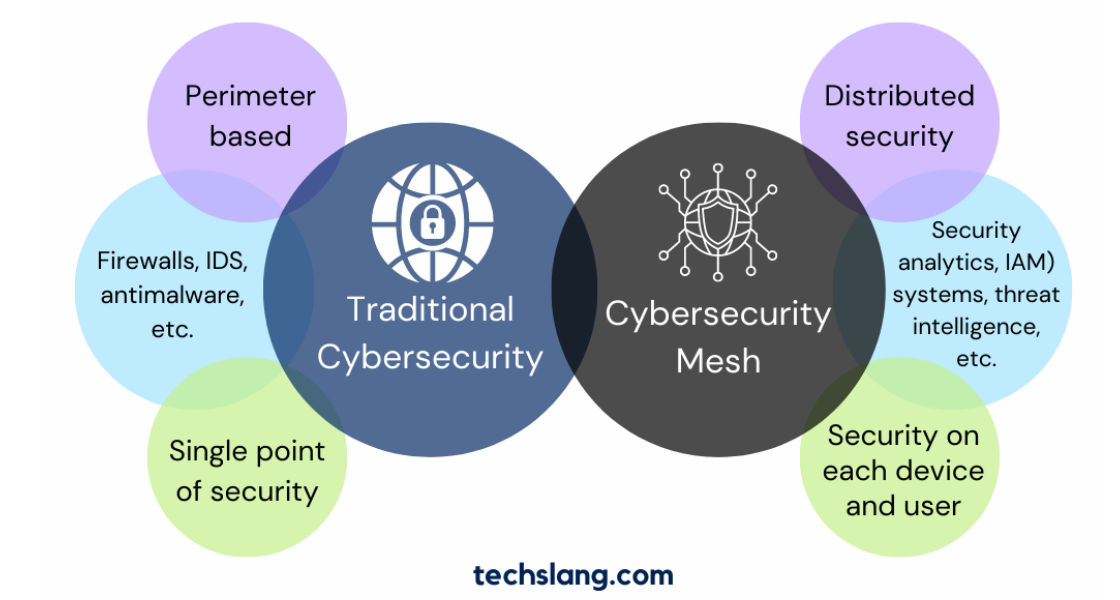 Perimeter
based
Firewalls, IDS,
antimalware,
etc.
Single point
of security
Traditional
Cybersecurity
Cybersecurity
Mesh
Distributed
security
Security
analytics, IAM)
systems, threat
intelligence,
etc.
Security on
each device
and user
techslang.com